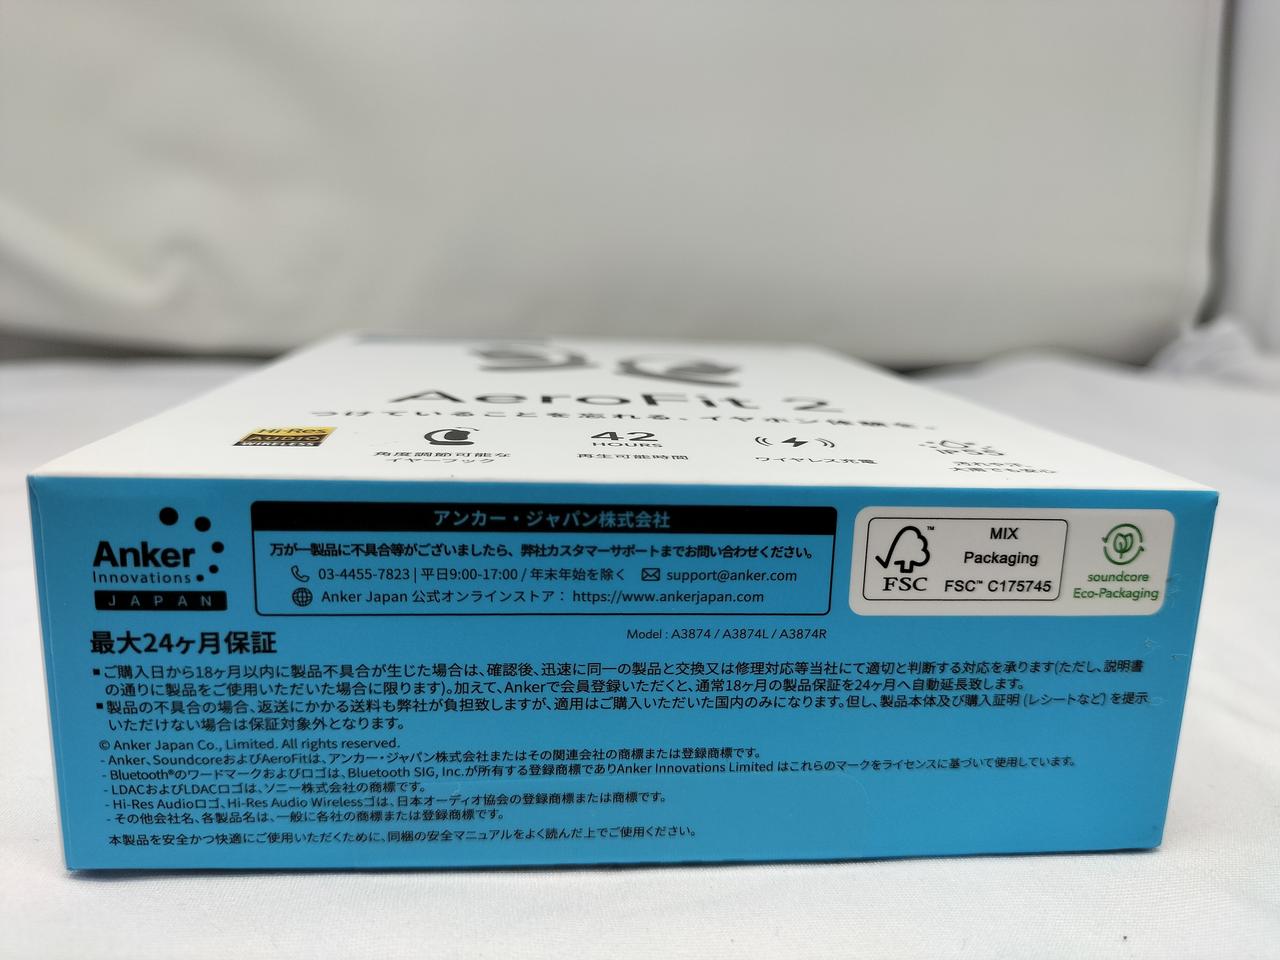 AeroFit 2
つけていることを忘れる、イヤホン体験を。
Hi-Res
AUDIO
WIRELESS
角度調節可能な
イヤーフック
42
HOURS
再生可能時間
ワイヤレス充電
IP55
汚れや汗、
大雨でも安心
Anker
Innovations
JAPAN
アンカー・ジャパン株式会社
万が一製品に不具合等がございましたら、弊社カスタマーサポートまでお問い合わせください。
03-4455-7823 | 平日9:00-17:00 / 年末年始を除く support@anker.com
Anker Japan 公式オンラインストア： https://www.ankerjapan.com
FSC™
MIX
Packaging
FSC™ C175745
soundcore
Eco-Packaging
最大24ヶ月保証
Model : A3874 / A3874L / A3874R
■ご購入日から18ヶ月以内に製品不具合が生じた場合は、確認後、迅速に同一の製品と交換又は修理対応等当社にて適切と判断する対応を承ります(ただし、説明書
の通りに製品をご使用いただいた場合に限ります)。加えて、Ankerで会員登録いただくと、通常18ヶ月の製品保証を24ヶ月へ自動延長致します。
■製品の不具合の場合、返送にかかる送料も弊社が負担致しますが、適用はご購入いただいた国内のみになります。但し、製品本体及び購入証明 (レシートなど) を提示
いただけない場合は保証対象外となります。
© Anker Japan Co., Limited. All rights reserved.
- Anker、SoundcoreおよびAeroFitは、アンカー・ジャパン株式会社またはその関連会社の商標または登録商標です。
- Bluetooth®のワードマークおよびロゴは、Bluetooth SIG, Inc.が所有する登録商標でありAnker Innovations Limited はこれらのマークをライセンスに基づいて使用しています。
- LDACおよびLDACロゴは、ソニー株式会社の商標です。
- Hi-Res Audioロゴ、Hi-Res Audio Wirelessゴは、日本オーディオ協会の登録商標または商標です。
- その他会社名、各製品名は、一般に各社の商標または登録商標です。
本製品を安全かつ快適にご使用いただくために、同梱の安全マニュアルをよく読んだ上でご使用ください。